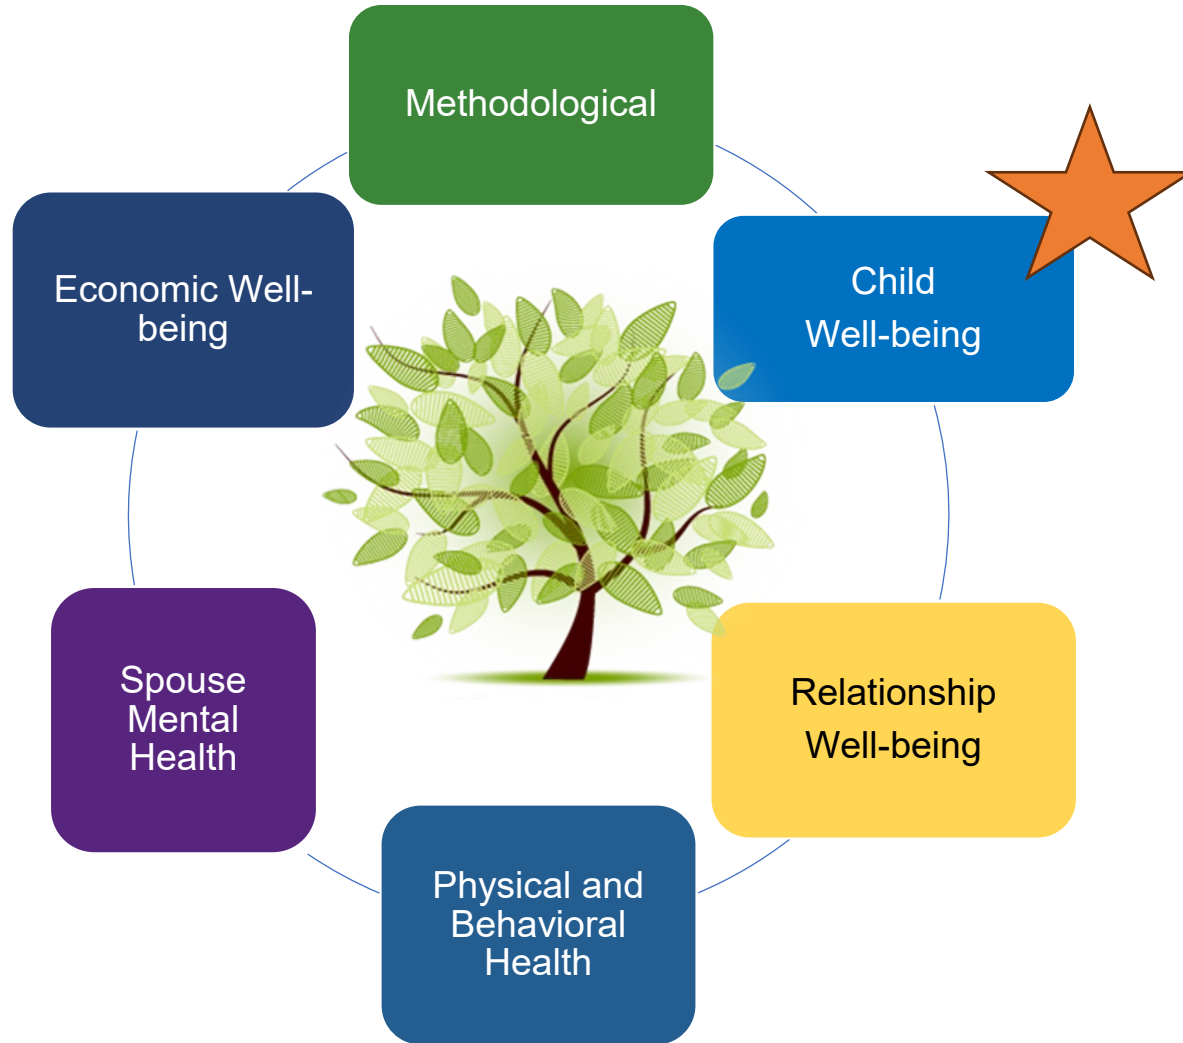 Methodological
Child
Well-being
Relationship
Well-being
Physical and
Behavioral
Health
Spouse
Mental
Health
Economic Well-
being